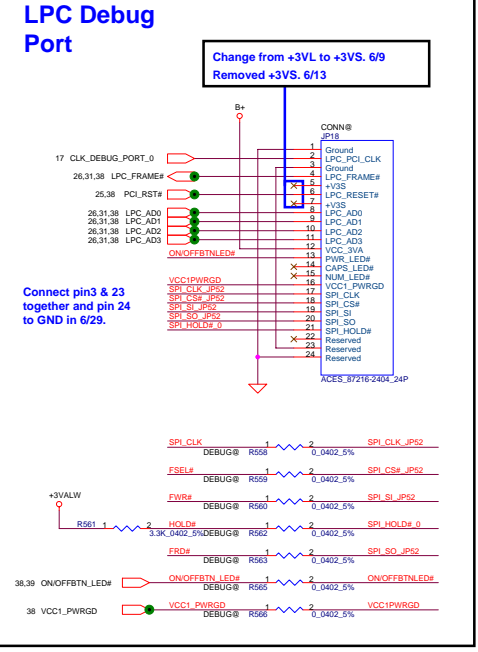 LPC Debug
Port
Change from +3VL to +3VS. 6/9
Removed +3VS. 6/13
B+
CONN@
JP18
17 CLK_DEBUG_PORT_0
26,31,38 LPC_FRAME#
25,38 PCI_RST#
26,31,38 LPC_AD0
26,31,38 LPC_AD1
26,31,38 LPC_AD2
26,31,38 LPC_AD3
ON/OFFBTNLED#
VCC1PWRGD
SPI_CLK_JP52
SPI_CS#_JP52
SPI_SI_JP52
SPI_SO_JP52
SPI_HOLD#_0
1 Ground
2 LPC_PCI_CLK
3 Ground
4 LPC_FRAME#
5 +V3S
6 LPC_RESET#
7 +V3S
8 LPC_AD0
9 LPC_AD1
10 LPC_AD2
11 LPC_AD3
12 VCC_3VA
13 PWR_LED#
14 CAPS_LED#
15 NUM_LED#
16 VCC1_PWRGD
17 SPI_CLK
18 SPI_CS#
19 SPI_SI
20 SPI_SO
21 SPI_HOLD#
22 Reserved
23 Reserved
24 Reserved
ACES_87216-2404_24P
Connect pin3 & 23
together and pin 24
to GND in 6/29.
SPI_CLK 1 2 SPI_CLK_JP52
DEBUG@ R558 0_0402_5%
FSEL# 1 2 SPI_CS#_JP52
DEBUG@ R559 0_0402_5%
FWR# 1 2 SPI_SI_JP52
DEBUG@ R560 0_0402_5%
+3VALW
R561 1 2 HOLD# 1 2 SPI_HOLD#_0
3.3K_0402_5% DEBUG@ R562 0_0402_5%
FRD# 1 2 SPI_SO_JP52
DEBUG@ R563 0_0402_5%
38,39 ON/OFFBTN_LED# ON/OFFBTN_LED# 1 2 ON/OFFBTNLED#
DEBUG@ R565 0_0402_5%
38 VCC1_PWRGD VCC1_PWRGD 1 2 VCC1PWRGD
DEBUG@ R566 0_0402_5%